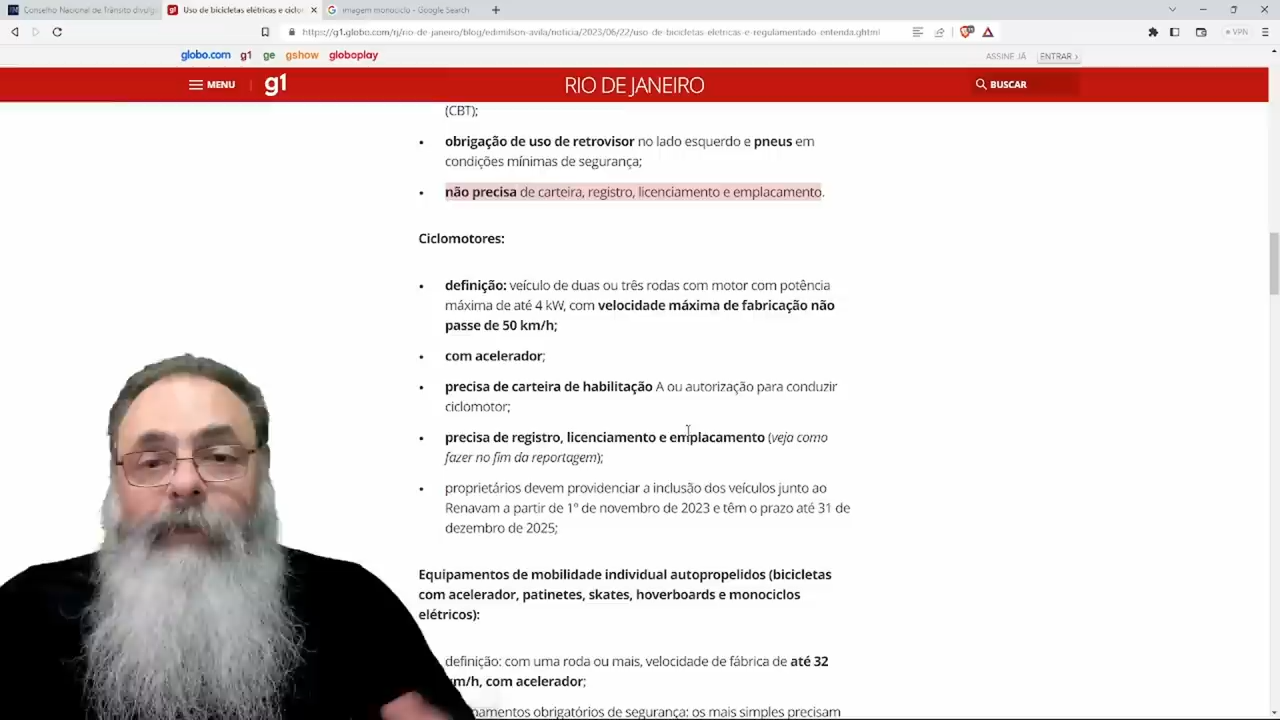 Conselho Nacional de Trânsito divulg
g1 Uso de bicicletas elétricas e ciclo
imagem monociclo - Google Search
https://g1.globo.com/rj/rio-de-janeiro/blog/edimilson-avila/noticia/2023/06/22/uso-de-bicicletas-eletricas-e-regulamentado-entenda.ghtml
VPN
globo.com g1 ge gshow globoplay
ASSINE JÁ ENTRAR ›
MENU g1 RIO DE JANEIRO BUSCAR
(CBT);
• obrigação de uso de retrovisor no lado esquerdo e pneus em
condições mínimas de segurança;
• não precisa de carteira, registro, licenciamento e emplacamento.
Ciclomotores:
• definição: veículo de duas ou três rodas com motor com potência
máxima de até 4 kW, com velocidade máxima de fabricação não
passe de 50 km/h;
• com acelerador;
• precisa de carteira de habilitação A ou autorização para conduzir
ciclomotor;
• precisa de registro, licenciamento e emplacamento (veja como
fazer no fim da reportagem);
• proprietários devem providenciar a inclusão dos veículos junto ao
Renavam a partir de 1º de novembro de 2023 e têm o prazo até 31 de
dezembro de 2025;
Equipamentos de mobilidade individual autopropelidos (bicicletas
com acelerador, patinetes, skates, hoverboards e monociclos
elétricos):
definição: com uma roda ou mais, velocidade de fábrica de até 32
km/h, com acelerador;
pamentos obrigatórios de segurança: os mais simples precisam